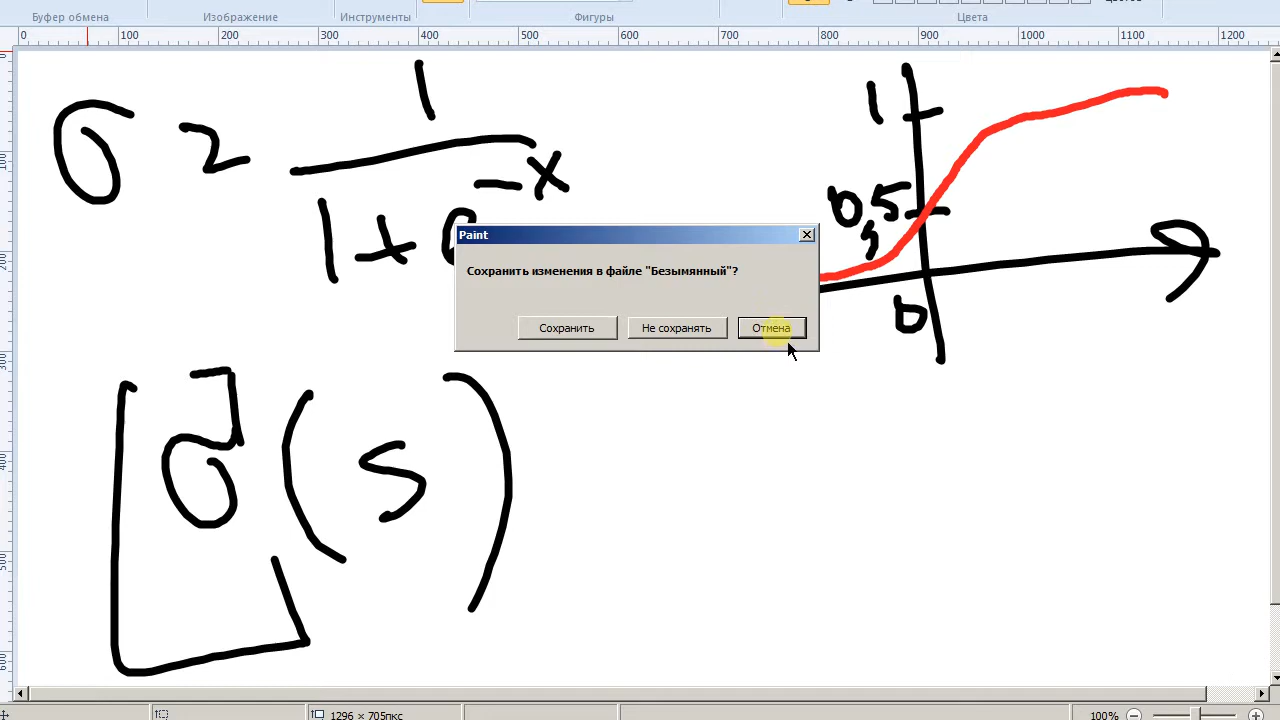 Буфер обмена Изображение Инструменты Фигуры Цвета
0 100 200 300 400 500 600 700 800 900 1000 1100 1200
σ = 1
1 + e -x
1
0,5
0
Paint
Сохранить изменения в файле "Безымянный"?
Сохранить Не сохранять Отмена
σ ( s )
1296 × 705пкс 100%